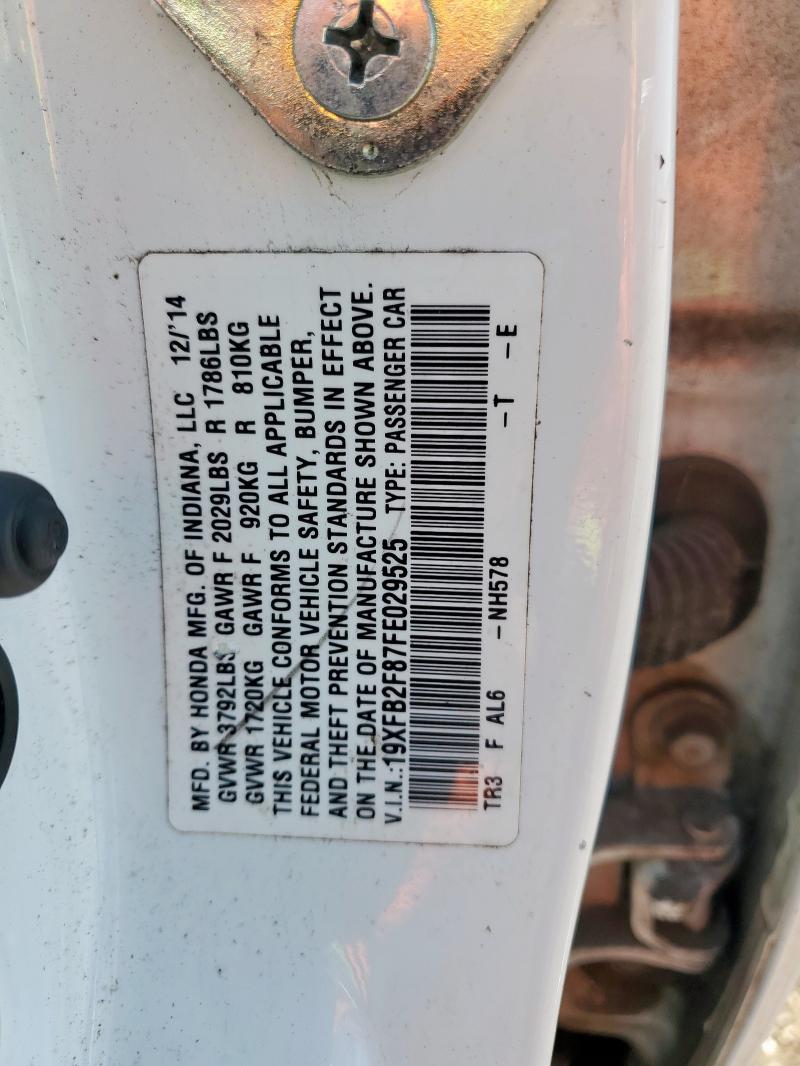 MFD. BY HONDA MFG. OF INDIANA, LLC 12/'14
GVWR 3792LBS GAWR F 2029LBS R 1786LBS
GVWR 1720KG GAWR F 920KG R 810KG
THIS VEHICLE CONFORMS TO ALL APPLICABLE
FEDERAL MOTOR VEHICLE SAFETY, BUMPER,
AND THEFT PREVENTION STANDARDS IN EFFECT
ON THE DATE OF MANUFACTURE SHOWN ABOVE.
V.I.N.:19XFB2F87FE029525 TYPE: PASSENGER CAR
TR3 F AL6 -NH578 -T -E